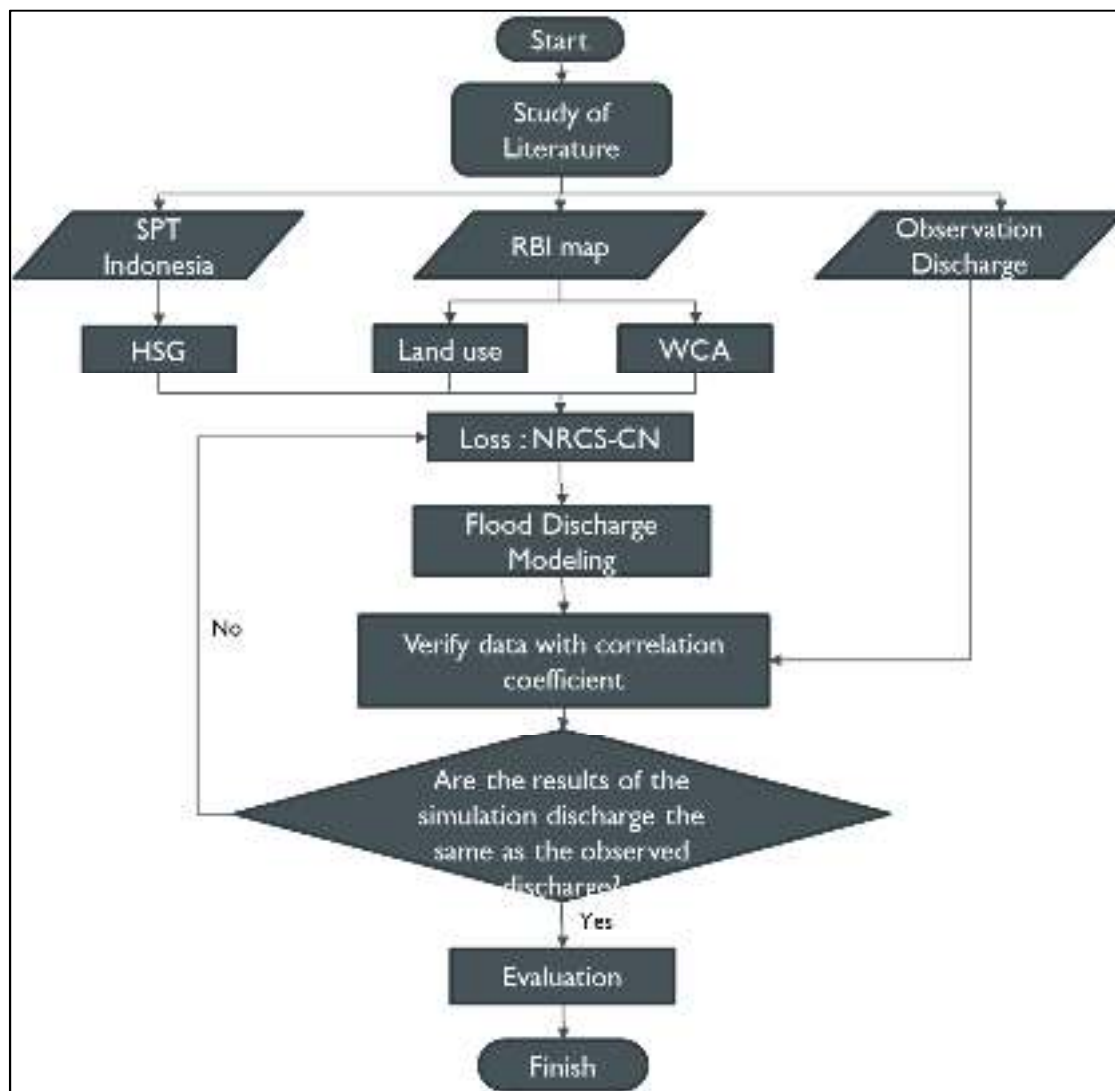 Start
Study of
Literature
SPT
Indonesia
RBI map
Observation
Discharge
HSG
Land use
WCA
Loss : NRCS-CN
Flood Discharge
Modeling
No
Verify data with correlation
coefficient
Are the results of the
simulation discharge the
same as the observed
discharge?
Yes
Evaluation
Finish